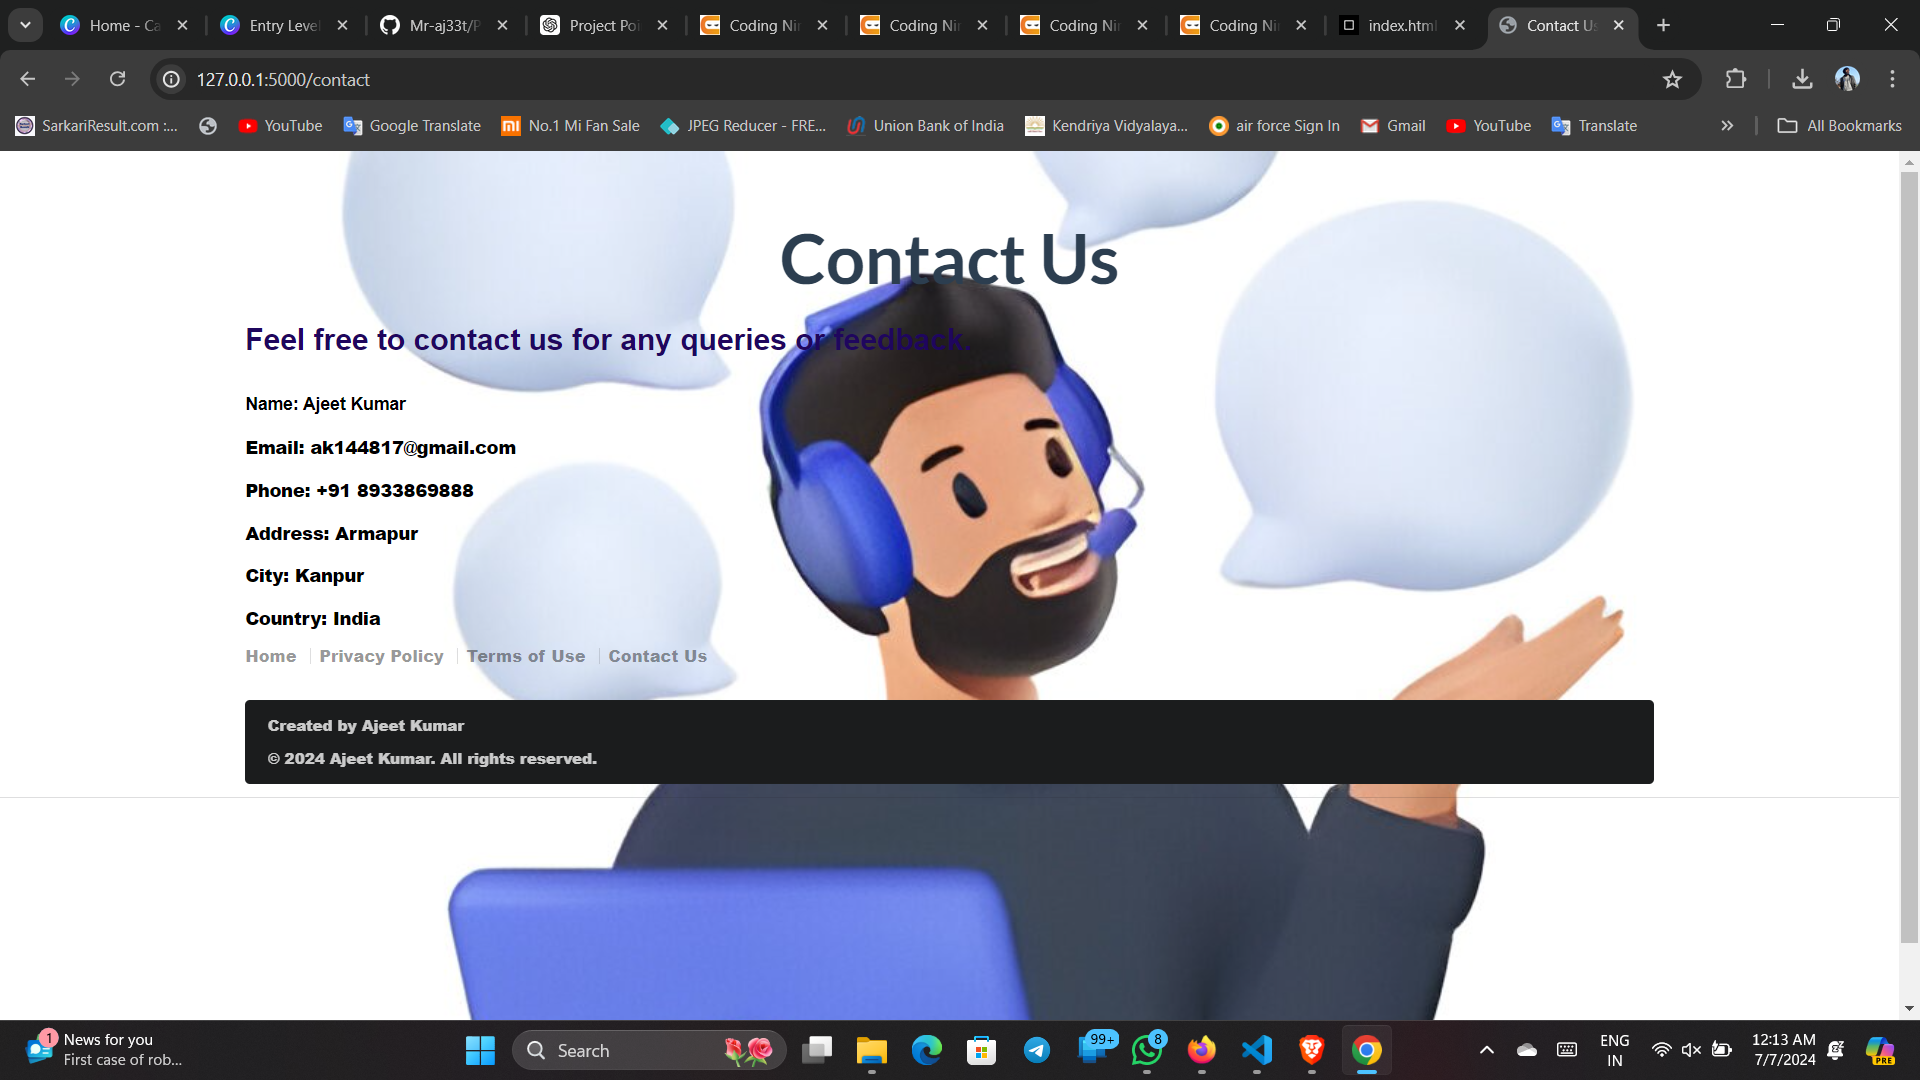 Home - Ca
Entry Level
Mr-aj33t/P
Project Poi
Coding Nin
Coding Nin
Coding Nin
Coding Nin
index.html
Contact Us
127.0.0.1:5000/contact
SarkariResult.com :...
YouTube
Google Translate
No.1 Mi Fan Sale
JPEG Reducer - FRE...
Union Bank of India
Kendriya Vidyalaya...
air force Sign In
Gmail
YouTube
Translate
All Bookmarks
Contact Us
Feel free to contact us for any queries or feedback.
Name: Ajeet Kumar
Email: ak144817@gmail.com
Phone: +91 8933869888
Address: Armapur
City: Kanpur
Country: India
Home Privacy Policy Terms of Use Contact Us
Created by Ajeet Kumar
© 2024 Ajeet Kumar. All rights reserved.
1
News for you
First case of rob...
Search
99+
8
ENG
IN
12:13 AM
7/7/2024
PRE